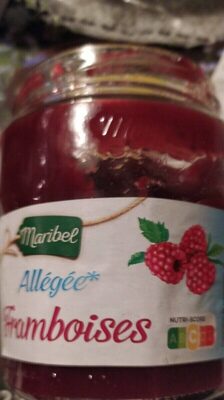 Maribel
Allégée*
Framboises
NUTRI-SCORE
C